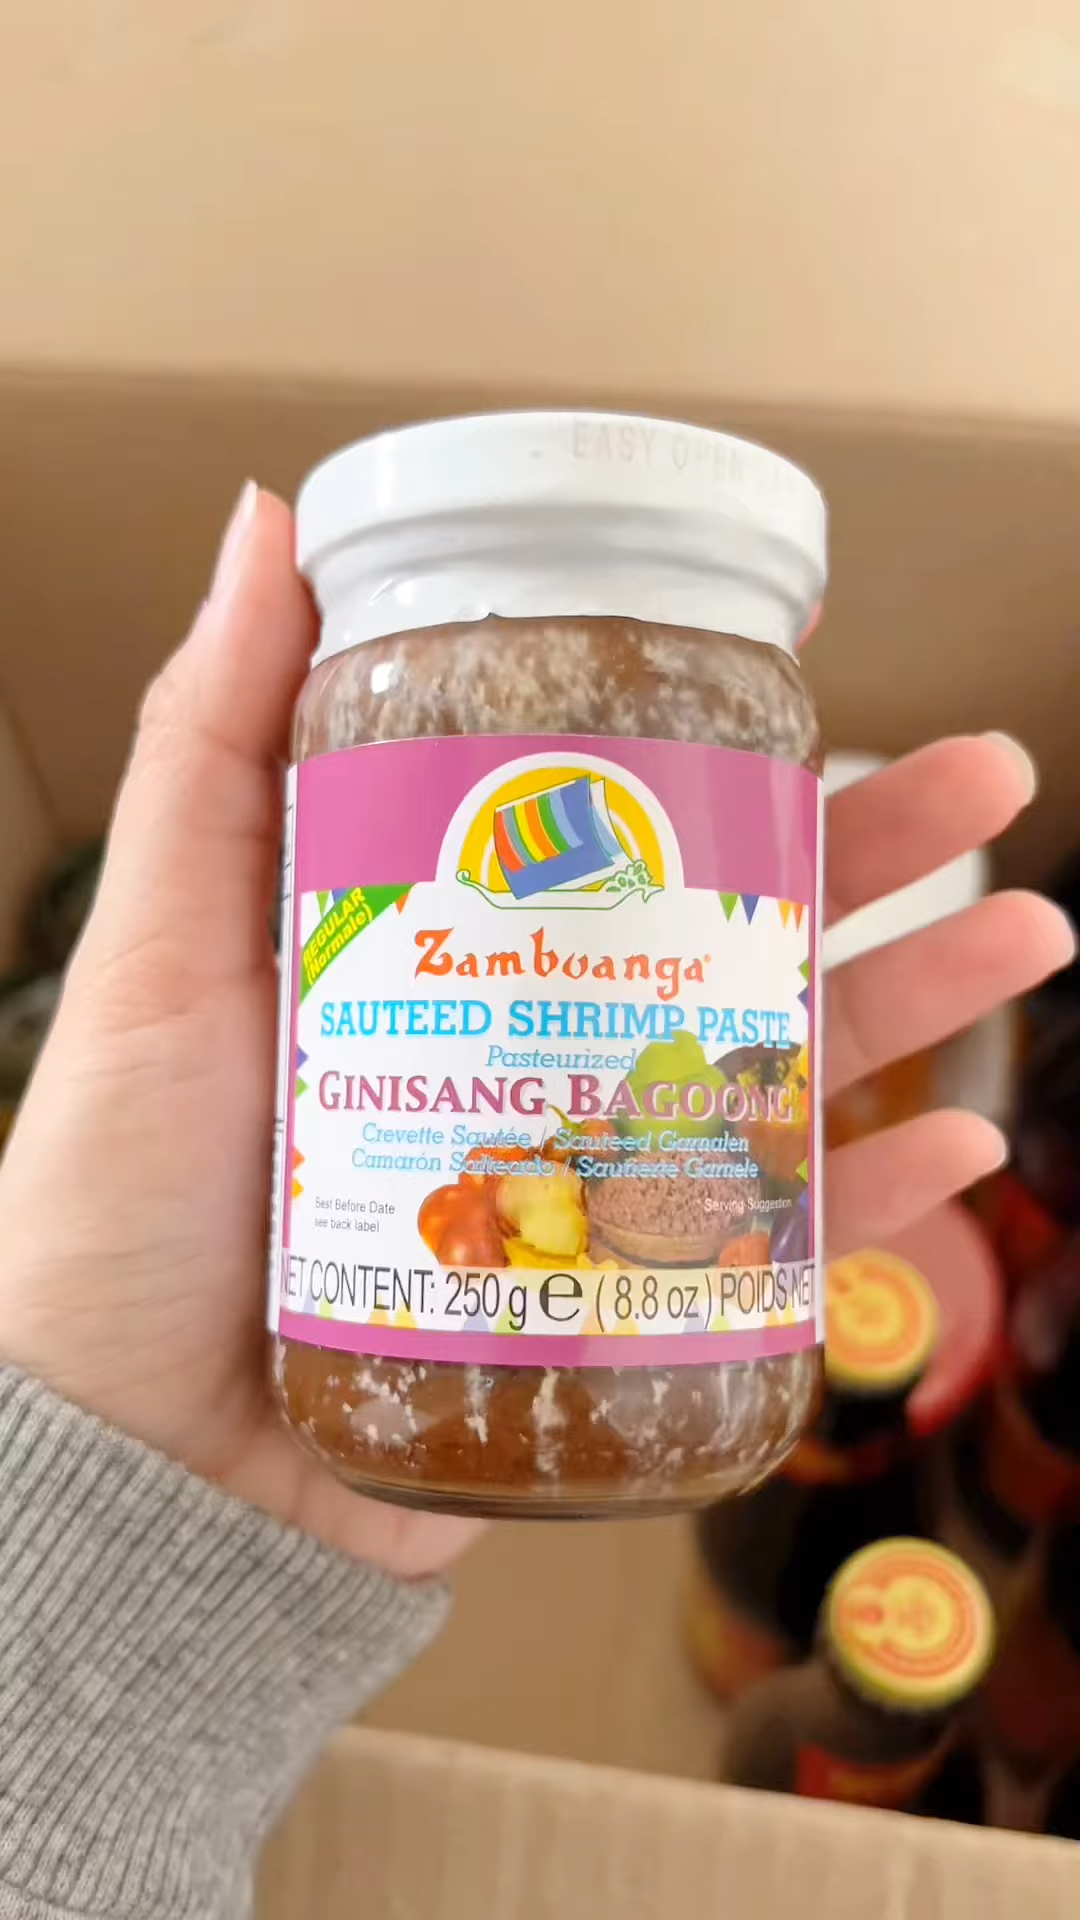 EASY OPEN
REGULAR
(Normale)
Zamboanga
SAUTEED SHRIMP PASTE
Pasteurized
GINISANG BAGOONG
Crevette Sautée / Sauteed Garnalen
Camarón Salteado / Sautierte Garnele
Best Before Date
see back label
* Serving Suggestion
NET CONTENT: 250 g e (8.8 oz) POIDS NET